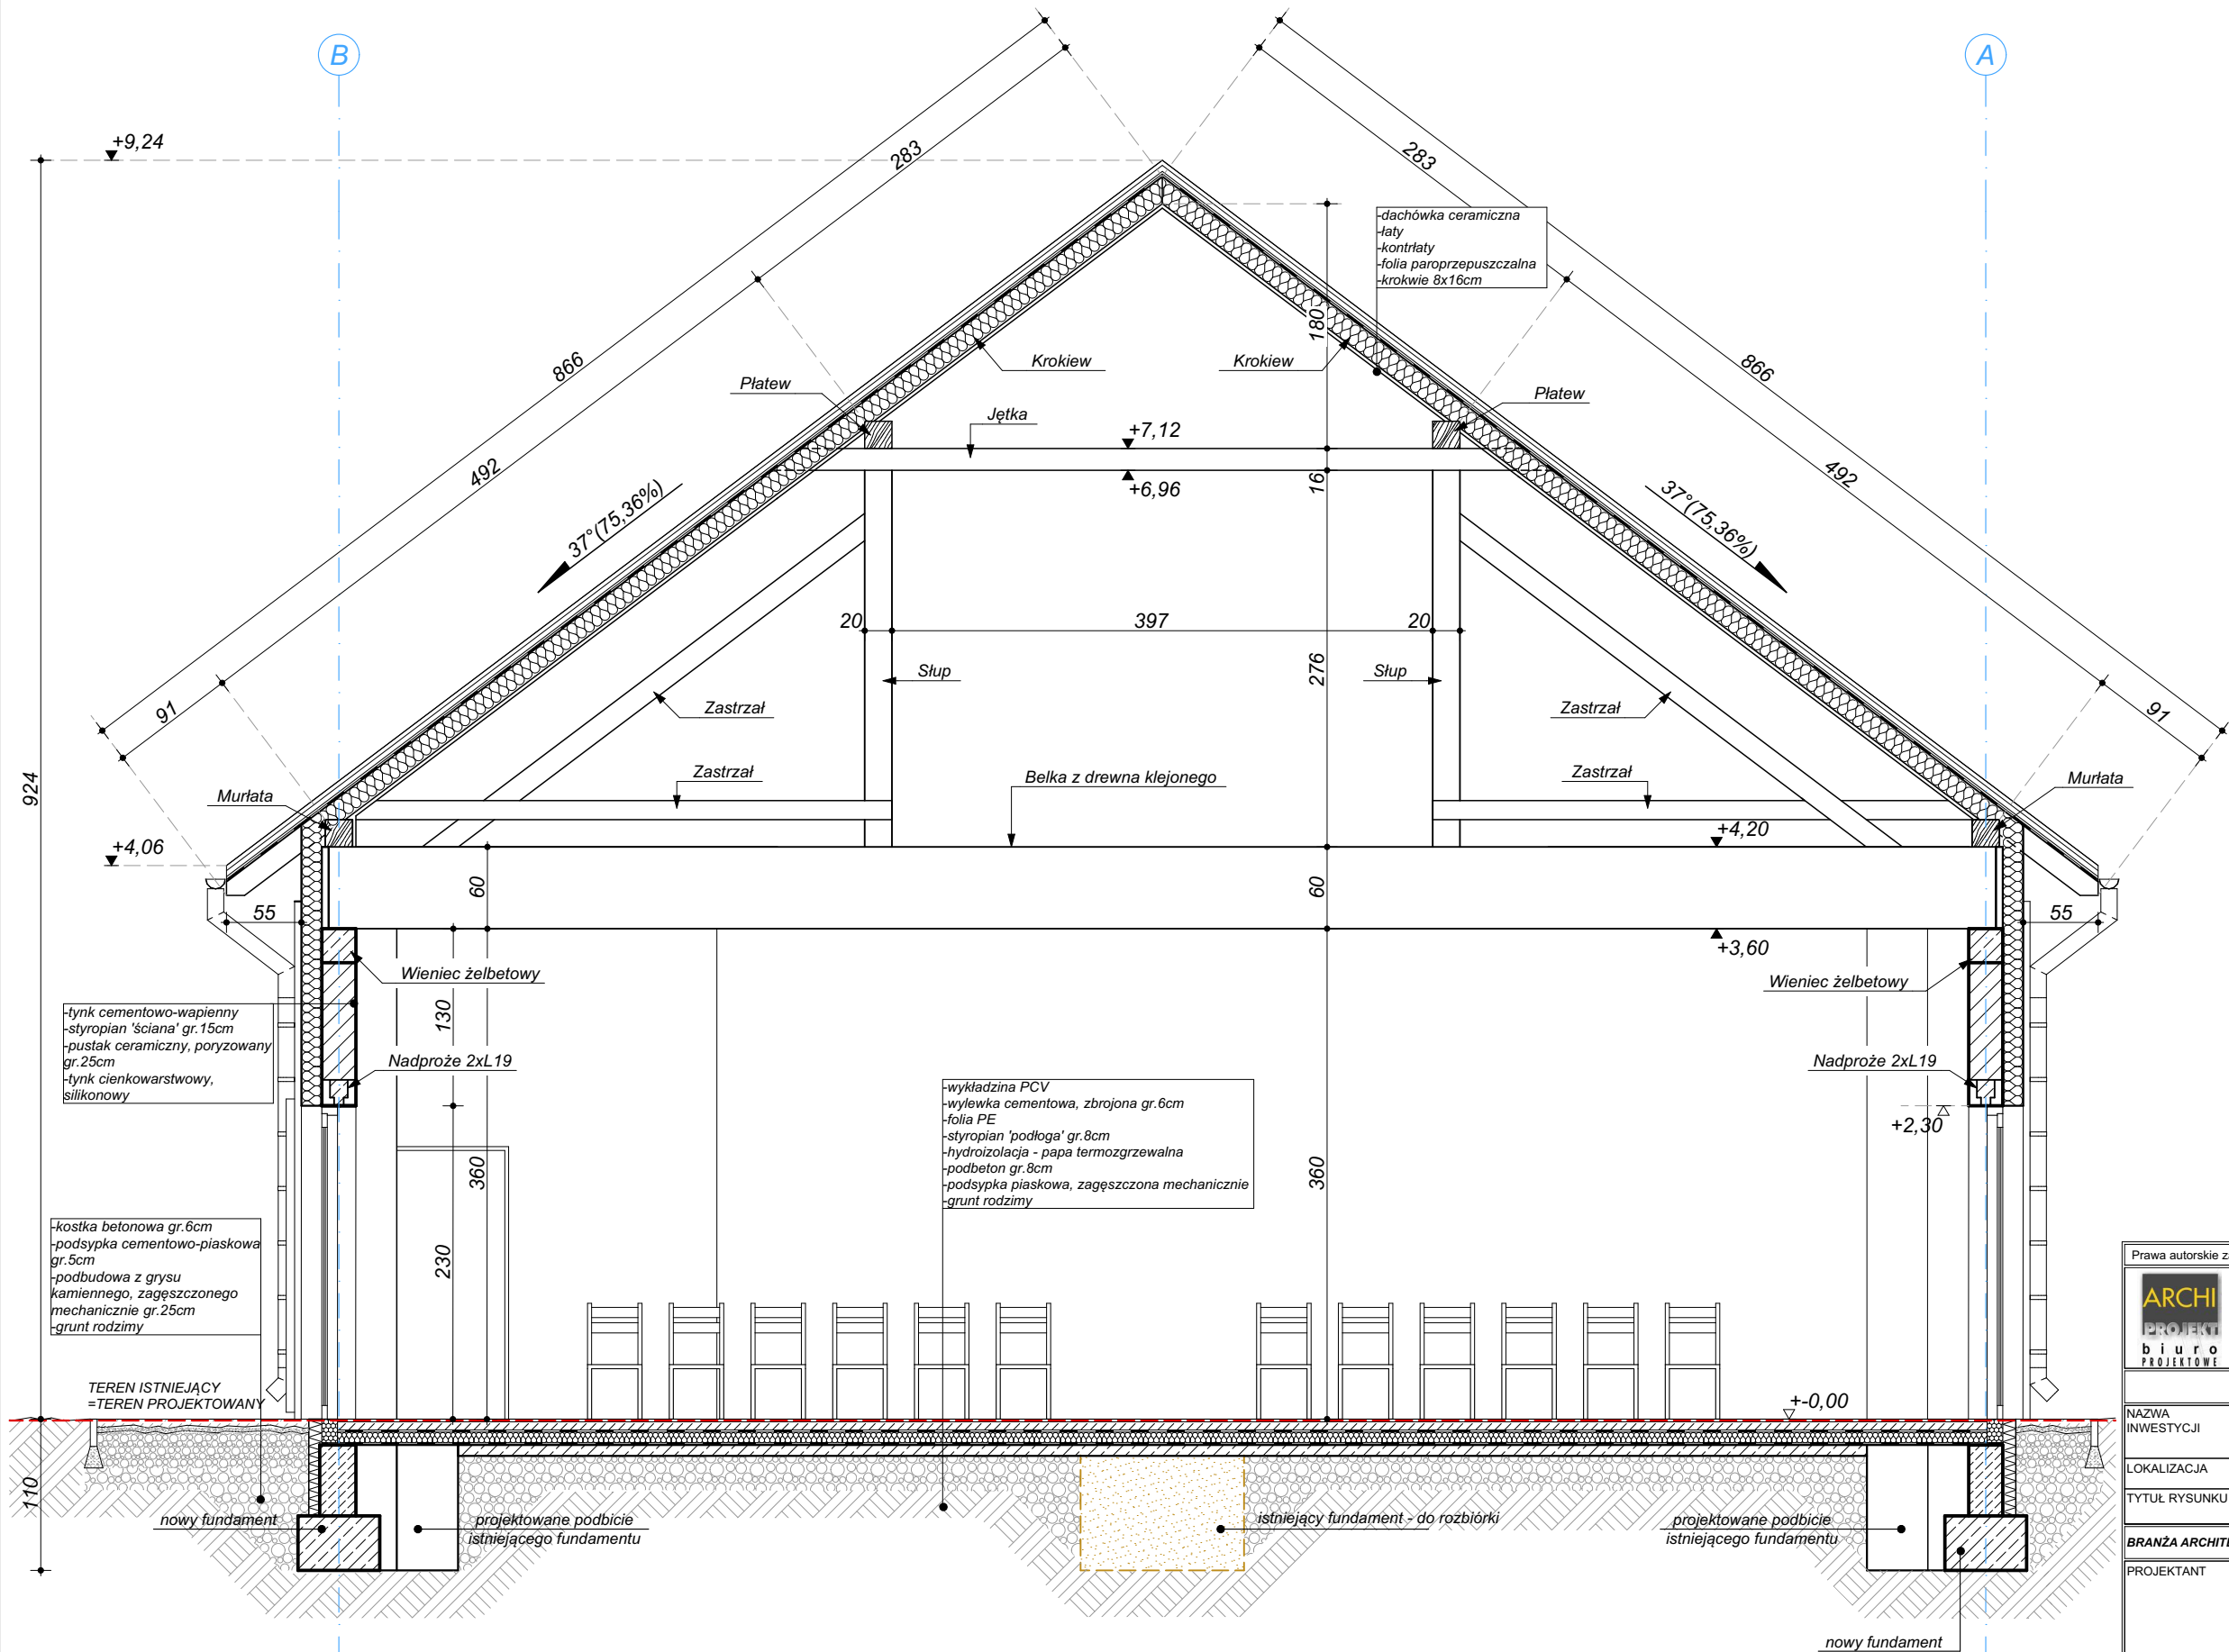 B
A
+9,24
283
283
-dachówka ceramiczna
-łaty
-kontrłaty
-folia paroprzepuszczalna
-krokwie 8x16cm
180
866
866
Krokiew
Krokiew
Płatew
Płatew
Jętka
+7,12
16
+6,96
492
492
37°(75,36%)
37°(75,36%)
20
397
20
276
Słup
Słup
Zastrzał
Zastrzał
91
91
Zastrzał
Belka z drewna klejonego
Zastrzał
Murłata
Murłata
924
+4,06
+4,20
60
60
55
55
+3,60
Wieniec żelbetowy
Wieniec żelbetowy
-tynk cementowo-wapienny
-styropian 'ściana' gr.15cm
-pustak ceramiczny, poryzowany
gr.25cm
-tynk cienkowarstwowy,
silikonowy
130
Nadproże 2xL19
Nadproże 2xL19
+2,30
-wykładzina PCV
-wylewka cementowa, zbrojona gr.6cm
-folia PE
-styropian 'podłoga' gr.8cm
-hydroizolacja - papa termozgrzewalna
-podbeton gr.8cm
-podsypka piaskowa, zagęszczona mechanicznie
-grunt rodzimy
360
360
230
-kostka betonowa gr.6cm
-podsypka cementowo-piaskowa
gr.5cm
-podbudowa z grysu
kamiennego, zagęszczonego
mechanicznie gr.25cm
-grunt rodzimy
TEREN ISTNIEJĄCY
=TEREN PROJEKTOWANY
+-0,00
110
nowy fundament
projektowane podbicie
istniejącego fundamentu
istniejący fundament - do rozbiórki
projektowane podbicie
istniejącego fundamentu
nowy fundament
Prawa autorskie
ARCHI
PROJEKT
biuro
PROJEKTOWE
NAZWA
INWESTYCJI
LOKALIZACJA
TYTUŁ RYSUNKU
BRANŻA
PROJEKTANT